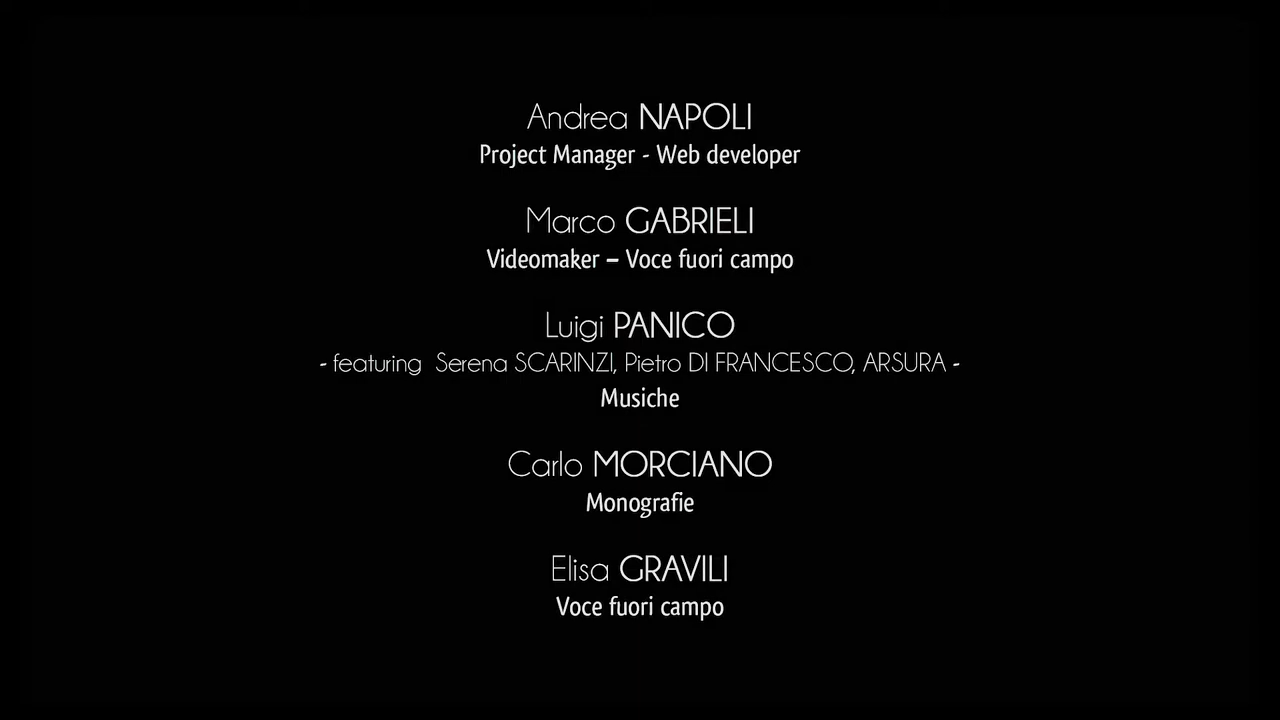 Andrea NAPOLI
Project Manager - Web developer
Marco GABRIELI
Videomaker – Voce fuori campo
Luigi PANICO
- featuring  Serena SCARINZI, Pietro DI FRANCESCO, ARSURA -
Musiche
Carlo MORCIANO
Monografie
Elisa GRAVILI
Voce fuori campo